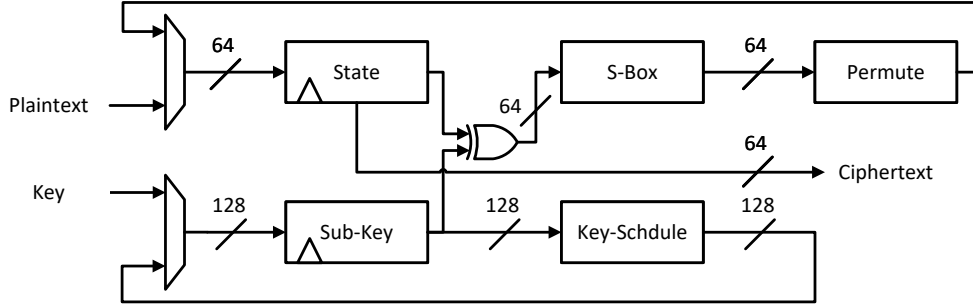 64
State
64
S-Box
64
Permute
Plaintext
64
Ciphertext
Key
128
Sub-Key
128
Key-Schdule
128